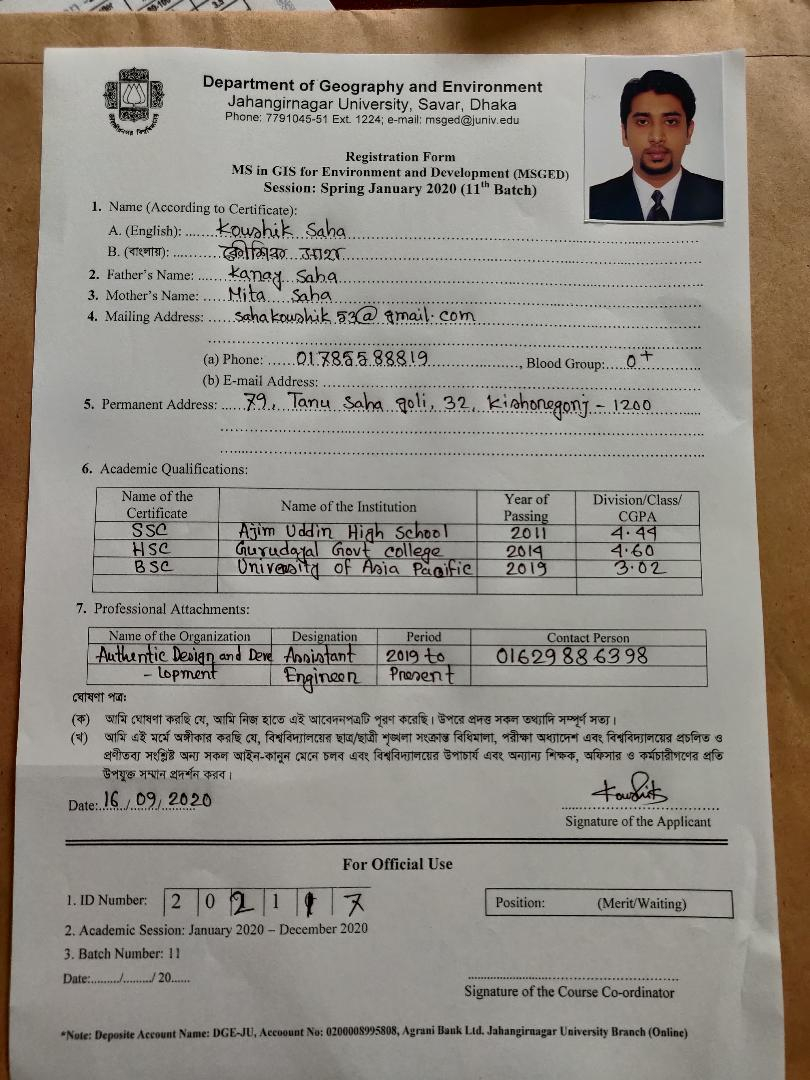 Department of Geography and Environment
Jahangirnagar University, Savar, Dhaka
Phone: 7791045-51 Ext. 1224; e-mail: msged@juniv.edu
Registration Form
MS in GIS for Environment and Development (MSGED)
Session: Spring January 2020 (11th Batch)
1. Name (According to Certificate):
A. (English): Koushik Saha
B. (বাংলায়): কৌশিক সাহা
2. Father's Name: Kanay Saha
3. Mother's Name: Mita Saha
4. Mailing Address: sahakoushik53@gmail.com
(a) Phone: 01785588819, Blood Group: O+
(b) E-mail Address:
5. Permanent Address: 79, Tanu Saha goli, 32, Kishoregonj - 1200
6. Academic Qualifications:
Name of the Certificate Name of the Institution Year of Passing Division/Class/CGPA
SSC Ajim Uddin High School 2011 4.44
HSC Gurudayal Govt college 2014 4.60
BSC University of Asia Pacific 2019 3.02
7. Professional Attachments:
Name of the Organization Designation Period Contact Person
Authentic Design and Deve Assistant 2019 to 01629886398
- lopment Engineer Present
ঘোষণা পত্র:
(ক) আমি ঘোষণা করছি যে, আমি নিজ হাতে এই আবেদনপত্রটি পূরণ করেছি। উপরে প্রদত্ত সকল তথ্যাদি সম্পূর্ণ সত্য।
(খ) আমি এই মর্মে অঙ্গীকার করছি যে, বিশ্ববিদ্যালয়ের ছাত্র/ছাত্রী শৃঙ্খলা সংক্রান্ত বিধিমালা, পরীক্ষা অধ্যাদেশ এবং বিশ্ববিদ্যালয়ের প্রচলিত ও
প্রণীতব্য সংশ্লিষ্ট অন্য সকল আইন-কানুন মেনে চলব এবং বিশ্ববিদ্যালয়ের উপাচার্য এবং অন্যান্য শিক্ষক, অফিসার ও কর্মচারীগণের প্রতি
উপযুক্ত সম্মান প্রদর্শন করব।
Date: 16/09/2020 Koushik
Signature of the Applicant
For Official Use
1. ID Number: 2 0 2 1 1 7 Position: (Merit/Waiting)
2. Academic Session: January 2020 – December 2020
3. Batch Number: 11
Date:......../......../ 20......
Signature of the Course Co-ordinator
*Note: Deposite Account Name: DGE-JU, Accoount No: 0200008995808, Agrani Bank Ltd. Jahangirnagar University Branch (Online)